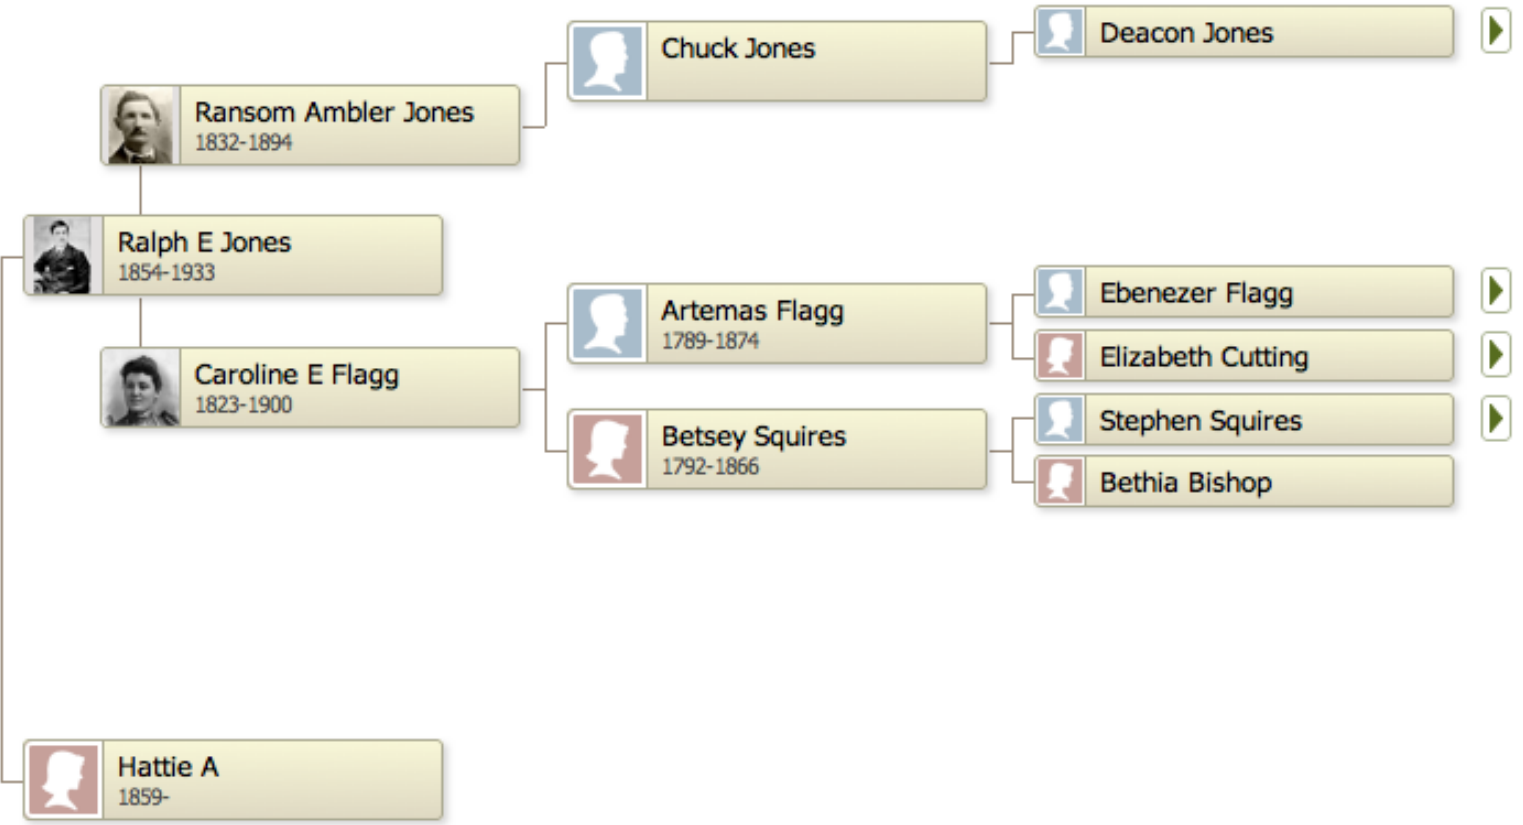 Deacon Jones
Chuck Jones
Ransom Ambler Jones
1832-1894
Ralph E Jones
1854-1933
Ebenezer Flagg
Artemas Flagg
1789-1874
Elizabeth Cutting
Caroline E Flagg
1823-1900
Stephen Squires
Betsey Squires
1792-1866
Bethia Bishop
Hattie A
1859-